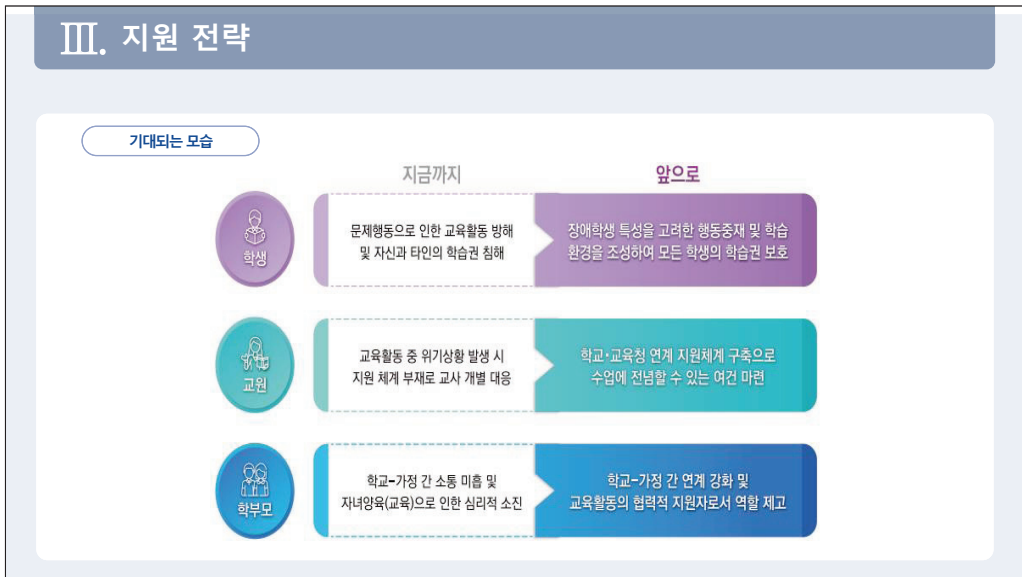 Ⅲ. 지원 전략
기대되는 모습
지금까지
앞으로
학생
문제행동으로 인한 교육활동 방해
및 자신과 타인의 학습권 침해
장애학생 특성을 고려한 행동중재 및 학습
환경을 조성하여 모든 학생의 학습권 보호
교원
교육활동 중 위기상황 발생 시
지원 체계 부재로 교사 개별 대응
학교·교육청 연계 지원체계 구축으로
수업에 전념할 수 있는 여건 마련
학부모
학교-가정 간 소통 미흡 및
자녀양육(교육)으로 인한 심리적 소진
학교-가정 간 연계 강화 및
교육활동의 협력적 지원자로서 역할 제고